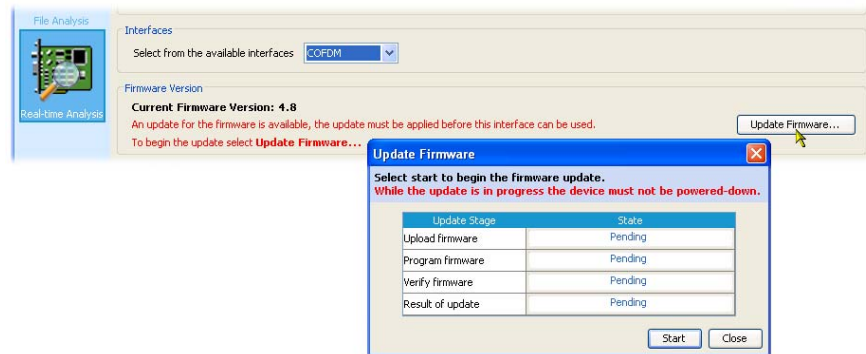 File Analysis
Real-time Analysis
Interfaces
Select from the available interfaces COFDM
Firmware Version
Current Firmware Version: 4.8
An update for the firmware is available, the update must be applied before this interface can be used.
To begin the update select Update Firmware...
Update Firmware...
Update Firmware
Select start to begin the firmware update.
While the update is in progress the device must not be powered-down.
Update Stage State
Upload firmware Pending
Program firmware Pending
Verify firmware Pending
Result of update Pending
Start Close